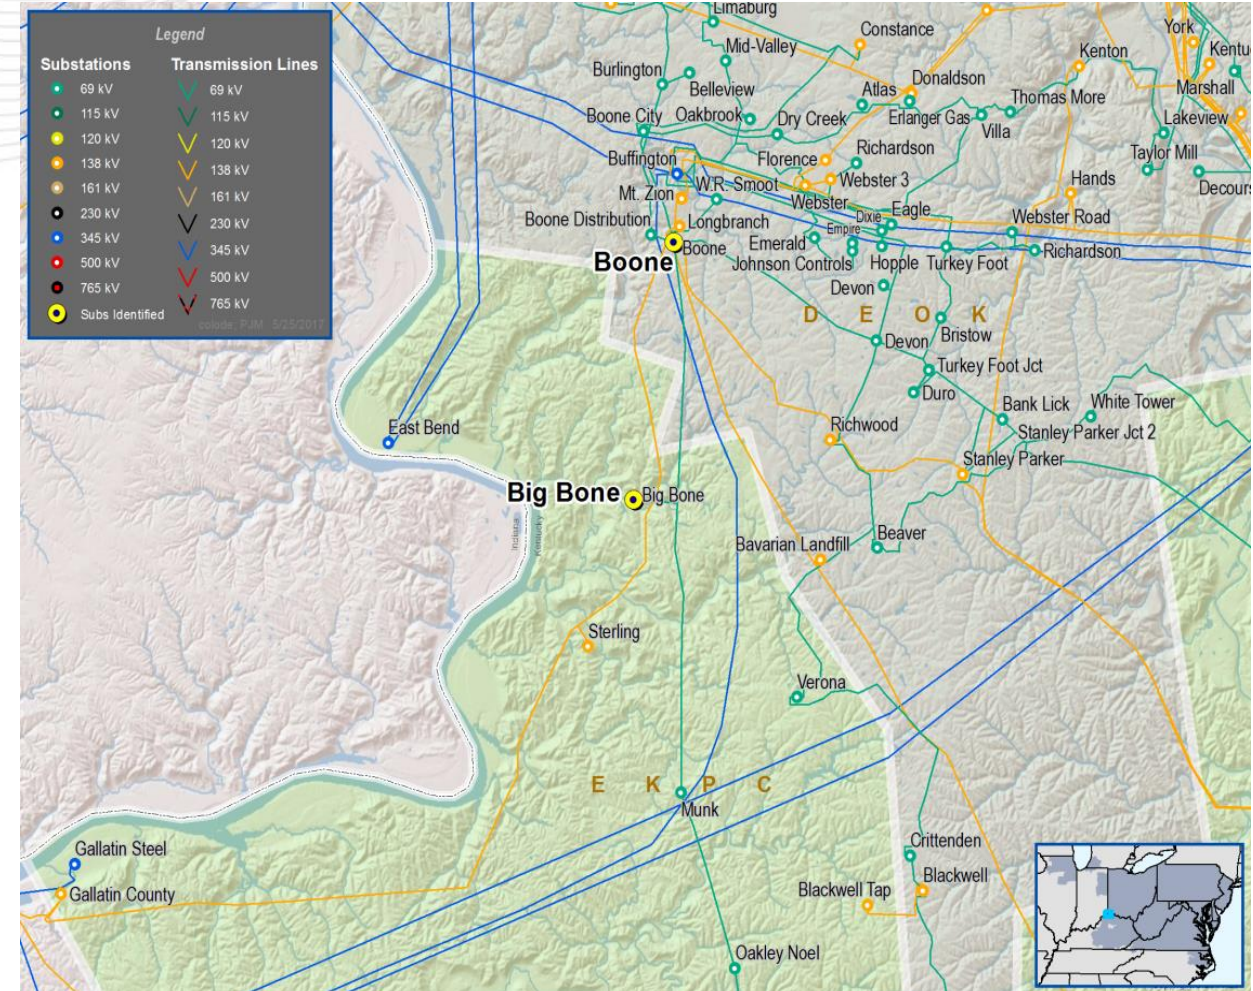 Legend
Substations
69 kV
115 kV
120 kV
138 kV
161 kV
230 kV
345 kV
500 kV
765 kV
Subs Identified
Transmission Lines
69 kV
115 kV
120 kV
138 kV
161 kV
230 kV
345 kV
500 kV
765 kV
PJM 5/25/2017
Limaburg
Constance
York
Mid-Valley
Kenton
Burlington
Belleview
Donaldson
Marshall
Atlas
Thomas More
Boone City
Oakbrook
Dry Creek
Erlanger Gas
Villa
Lakeview
Buffington
Florence
Richardson
Taylor Mill
W.R. Smoot
Webster 3
Hands
Mt. Zion
Webster
Boone Distribution
Longbranch
Dixie
Eagle
Webster Road
Empire
Emerald
Boone
Boone
Johnson Controls
Hopple
Turkey Foot
Richardson
Devon
D E O K
Bristow
Devon
Turkey Foot Jct
Duro
Bank Lick
White Tower
East Bend
Richwood
Stanley Parker Jct 2
Stanley Parker
Big Bone
Big Bone
Indiana
Kentucky
Beaver
Bavarian Landfill
Sterling
Verona
E K P C
Munk
Gallatin Steel
Crittenden
Gallatin County
Blackwell Tap
Blackwell
Oakley Noel